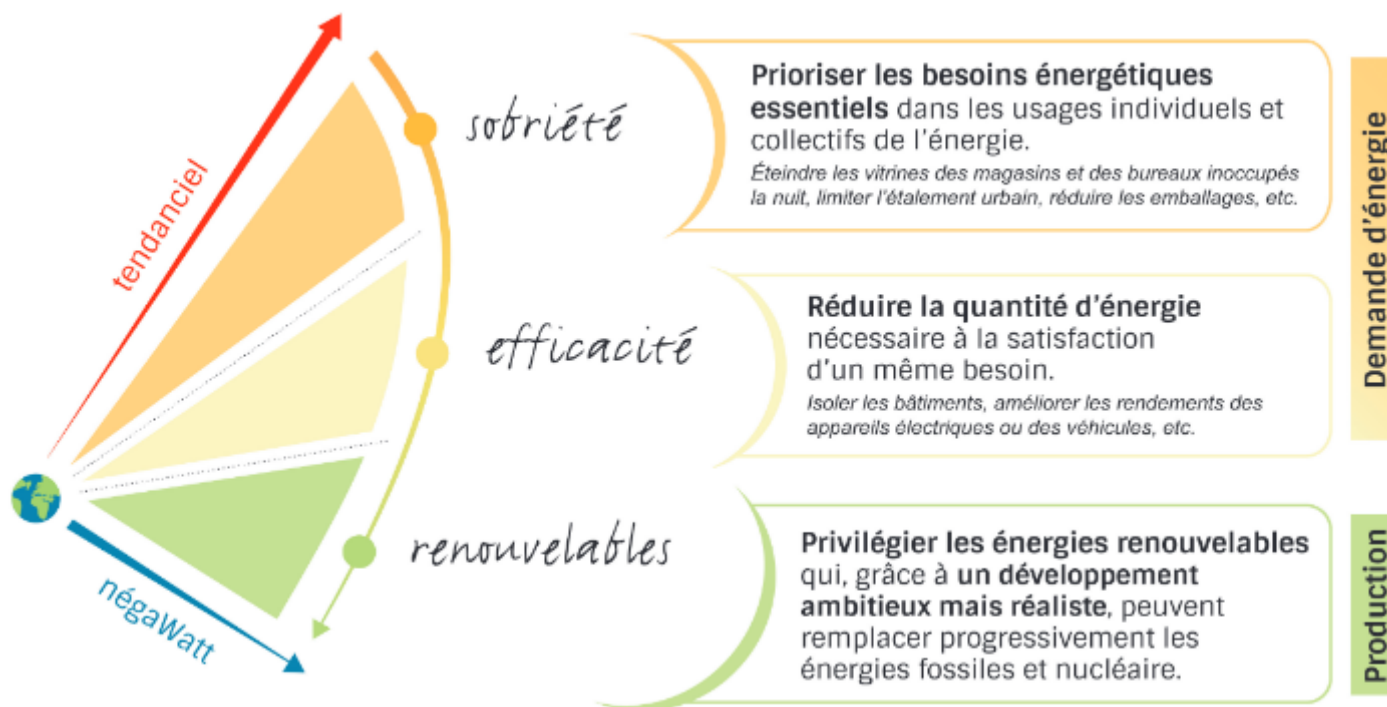 tendanciel
sobriété
Prioriser les besoins énergétiques
essentiels dans les usages individuels et
collectifs de l'énergie.
Éteindre les vitrines des magasins et des bureaux inoccupés
la nuit, limiter l'étalement urbain, réduire les emballages, etc.
Demande d'énergie
efficacité
Réduire la quantité d'énergie
nécessaire à la satisfaction
d'un même besoin.
Isoler les bâtiments, améliorer les rendements des
appareils électriques ou des véhicules, etc.
négaWatt
renouvelables
Privilégier les énergies renouvelables
qui, grâce à un développement
ambitieux mais réaliste, peuvent
remplacer progressivement les
énergies fossiles et nucléaire.
Production